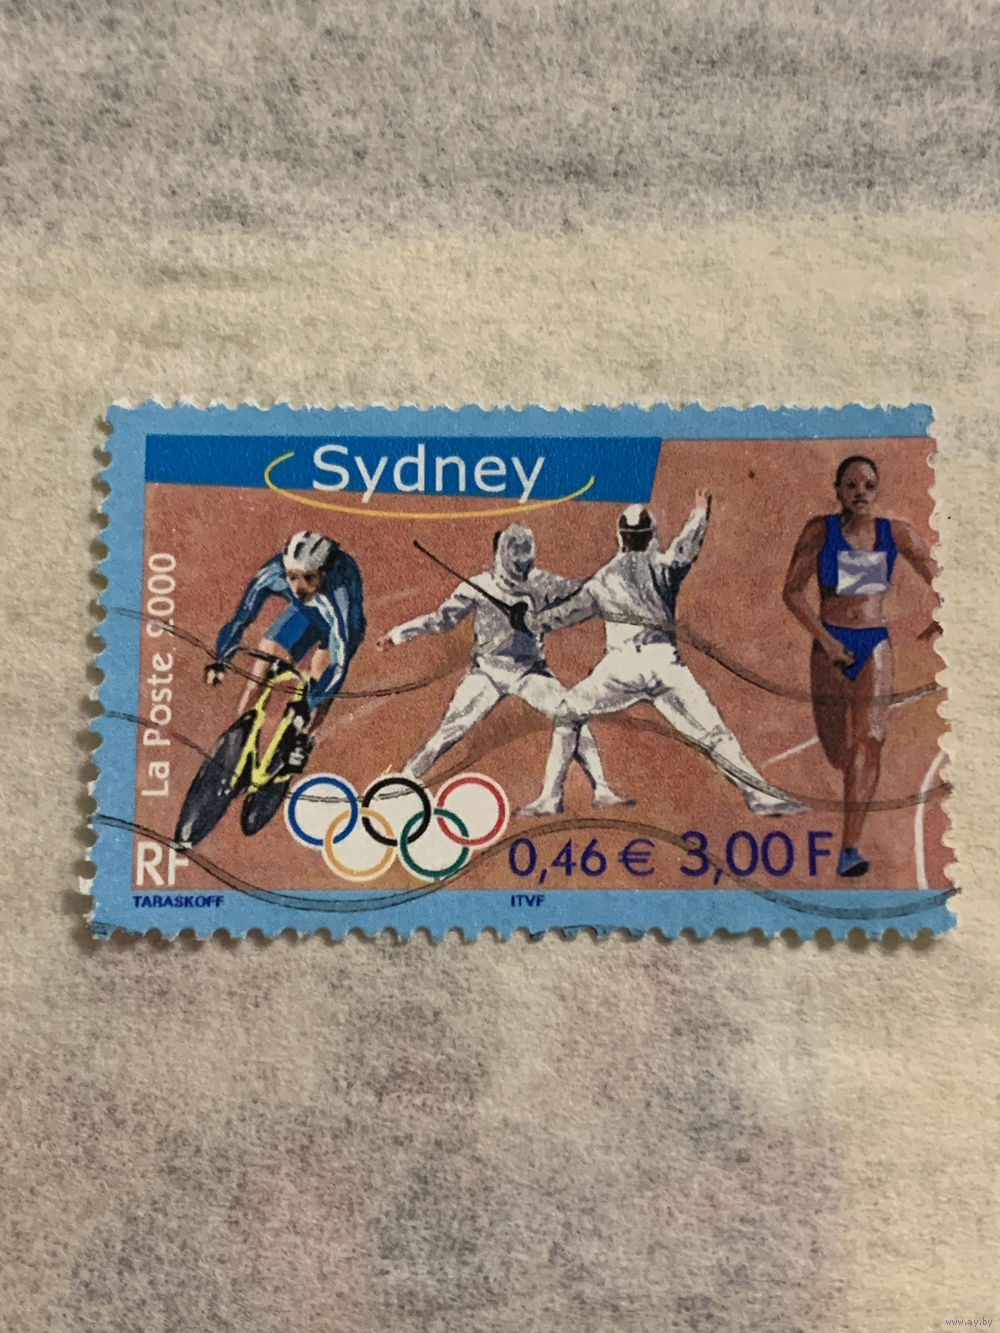 Sydney
La Poste 2000
RF
0,46 € 3,00 F
TARASKOFF
ITVF
www.ay.by